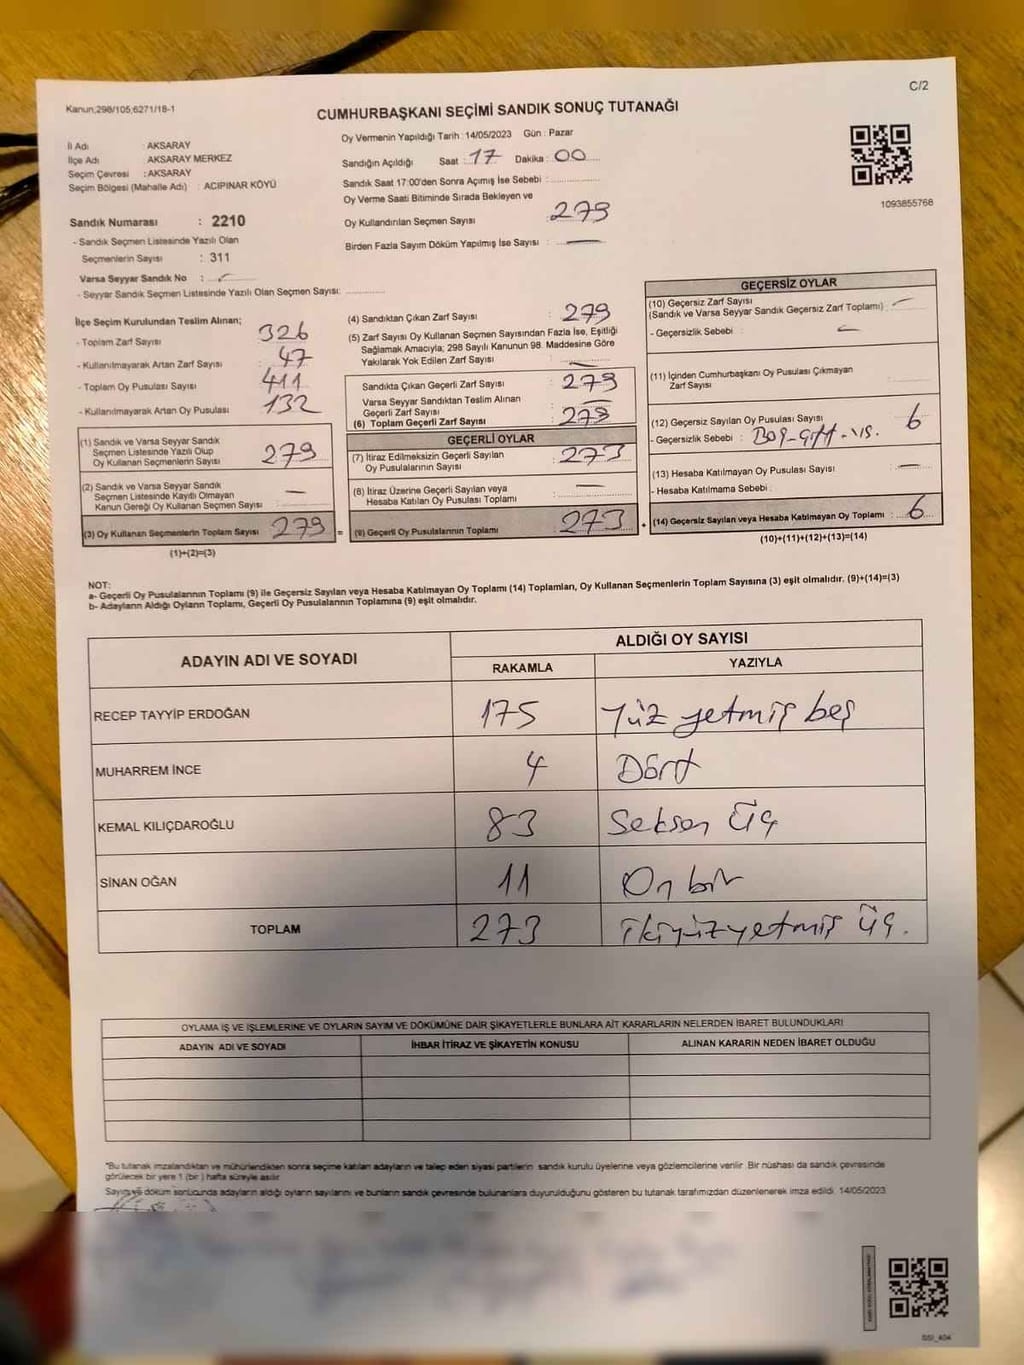 C/2
Kanun;298/105,6271/18-1
CUMHURBAŞKANI SEÇİMİ SANDIK SONUÇ TUTANAĞI
İl Adı : AKSARAY
İlçe Adı AKSARAY MERKEZ
Seçim Çevresi : AKSARAY
Seçim Bölgesi (Mahalle Adı) : ACIPINAR KÖYÜ
Oy Vermenin Yapıldığı Tarih : 14/05/2023 Gün : Pazar
Sandığın Açıldığı Saat : 17 Dakika : 00
Sandık Saat 17:00'den Sonra Açımış İse Sebebi :
Oy Verme Saati Bitiminde Sırada Bekleyen ve
Oy Kullandırılan Seçmen Sayısı : 279
Birden Fazla Sayım Döküm Yapılmış İse Sayısı : —
1093855768
Sandık Numarası : 2210
- Sandık Seçmen Listesinde Yazılı Olan
Seçmenlerin Sayısı : 311
Varsa Seyyar Sandık No :
- Seyyar Sandık Seçmen Listesinde Yazılı Olan Seçmen Sayısı:
İlçe Seçim Kurulundan Teslim Alınan;
- Toplam Zarf Sayısı : 326
- Kullanılmayarak Artan Zarf Sayısı : 47
- Toplam Oy Pusulası Sayısı : 411
- Kullanılmayarak Artan Oy Pusulası : 132
(1) Sandık ve Varsa Seyyar Sandık
Seçmen Listesinde Yazılı Olup
Oy Kullanan Seçmenlerin Sayısı : 279
(2) Sandık ve Varsa Seyyar Sandık
Seçmen Listesinde Kayıtlı Olmayan
Kanun Gereği Oy Kullanan Seçmen Sayısı : —
(3) Oy Kullanan Seçmenlerin Toplam Sayısı : 279 =
(1)+(2)=(3)
(4) Sandıktan Çıkan Zarf Sayısı : 279
(5) Zarf Sayısı Oy Kullanan Seçmen Sayısından Fazla İse, Eşitliği
Sağlamak Amacıyla; 298 Sayılı Kanunun 98. Maddesine Göre
Yakılarak Yok Edilen Zarf Sayısı : —
Sandıkta Çıkan Geçerli Zarf Sayısı : 279
Varsa Seyyar Sandıktan Teslim Alınan
Geçerli Zarf Sayısı : —
(6) Toplam Geçerli Zarf Sayısı : 279
GEÇERLİ OYLAR
(7) İtiraz Edilmeksizin Geçerli Sayılan
Oy Pusulalarının Sayısı : 273
(8) İtiraz Üzerine Geçerli Sayılan veya
Hesaba Katılan Oy Pusulası Toplamı : —
(9) Geçerli Oy Pusulalarının Toplamı : 273 +
GEÇERSİZ OYLAR
(10) Geçersiz Zarf Sayısı
(Sandık ve Varsa Seyyar Sandık Geçersiz Zarf Toplamı) : —
- Geçersizlik Sebebi : —
(11) İçinden Cumhurbaşkanı Oy Pusulası Çıkmayan
Zarf Sayısı :
(12) Geçersiz Sayılan Oy Pusulası Sayısı : 6
- Geçersizlik Sebebi : Boş-çift-vs.
(13) Hesaba Katılmayan Oy Pusulası Sayısı : —
- Hesaba Katılmama Sebebi :
(14) Geçersiz Sayılan veya Hesaba Katılmayan Oy Toplamı : 6
(10)+(11)+(12)+(13)=(14)
NOT:
a- Geçerli Oy Pusulalarının Toplamı (9) ile Geçersiz Sayılan veya Hesaba Katılmayan Oy Toplamı (14) Toplamları, Oy Kullanan Seçmenlerin Toplam Sayısına (3) eşit olmalıdır. (9)+(14)=(3)
b- Adayların Aldığı Oyların Toplamı, Geçerli Oy Pusulalarının Toplamına (9) eşit olmalıdır.
ADAYIN ADI VE SOYADI ALDIĞI OY SAYISI
RAKAMLA YAZIYLA
RECEP TAYYİP ERDOĞAN 175 Yüz yetmiş beş
MUHARREM İNCE 4 Dört
KEMAL KILIÇDAROĞLU 83 Seksen üç
SİNAN OĞAN 11 On bir
TOPLAM 273 ikiyüzyetmiş üç.
OYLAMA İŞ VE İŞLEMLERİNE VE OYLARIN SAYIM VE DÖKÜMÜNE DAİR ŞİKAYETLERLE BUNLARA AİT KARARLARIN NELERDEN İBARET BULUNDUKLARI
ADAYIN ADI VE SOYADI İHBAR İTİRAZ VE ŞİKAYETİN KONUSU ALINAN KARARIN NEDEN İBARET OLDUĞU
*Bu tutanak imzalandıktan ve mühürlendikten sonra seçime katılan adayların ve talep eden siyasi partilerin sandık kurulu üyelerine veya gözlemcilerine verilir. Bir nüshası da sandık çevresinde
görülecek bir yere 1 (bir ) hafta süreyle asılır.
Sayım ve döküm sonucunda adayların aldığı oyların sayılarını ve bunların sandık çevresinde bulunanlara duyurulduğunu gösteren bu tutanak tarafımızdan düzenlenerek imza edildi. 14/05/2023